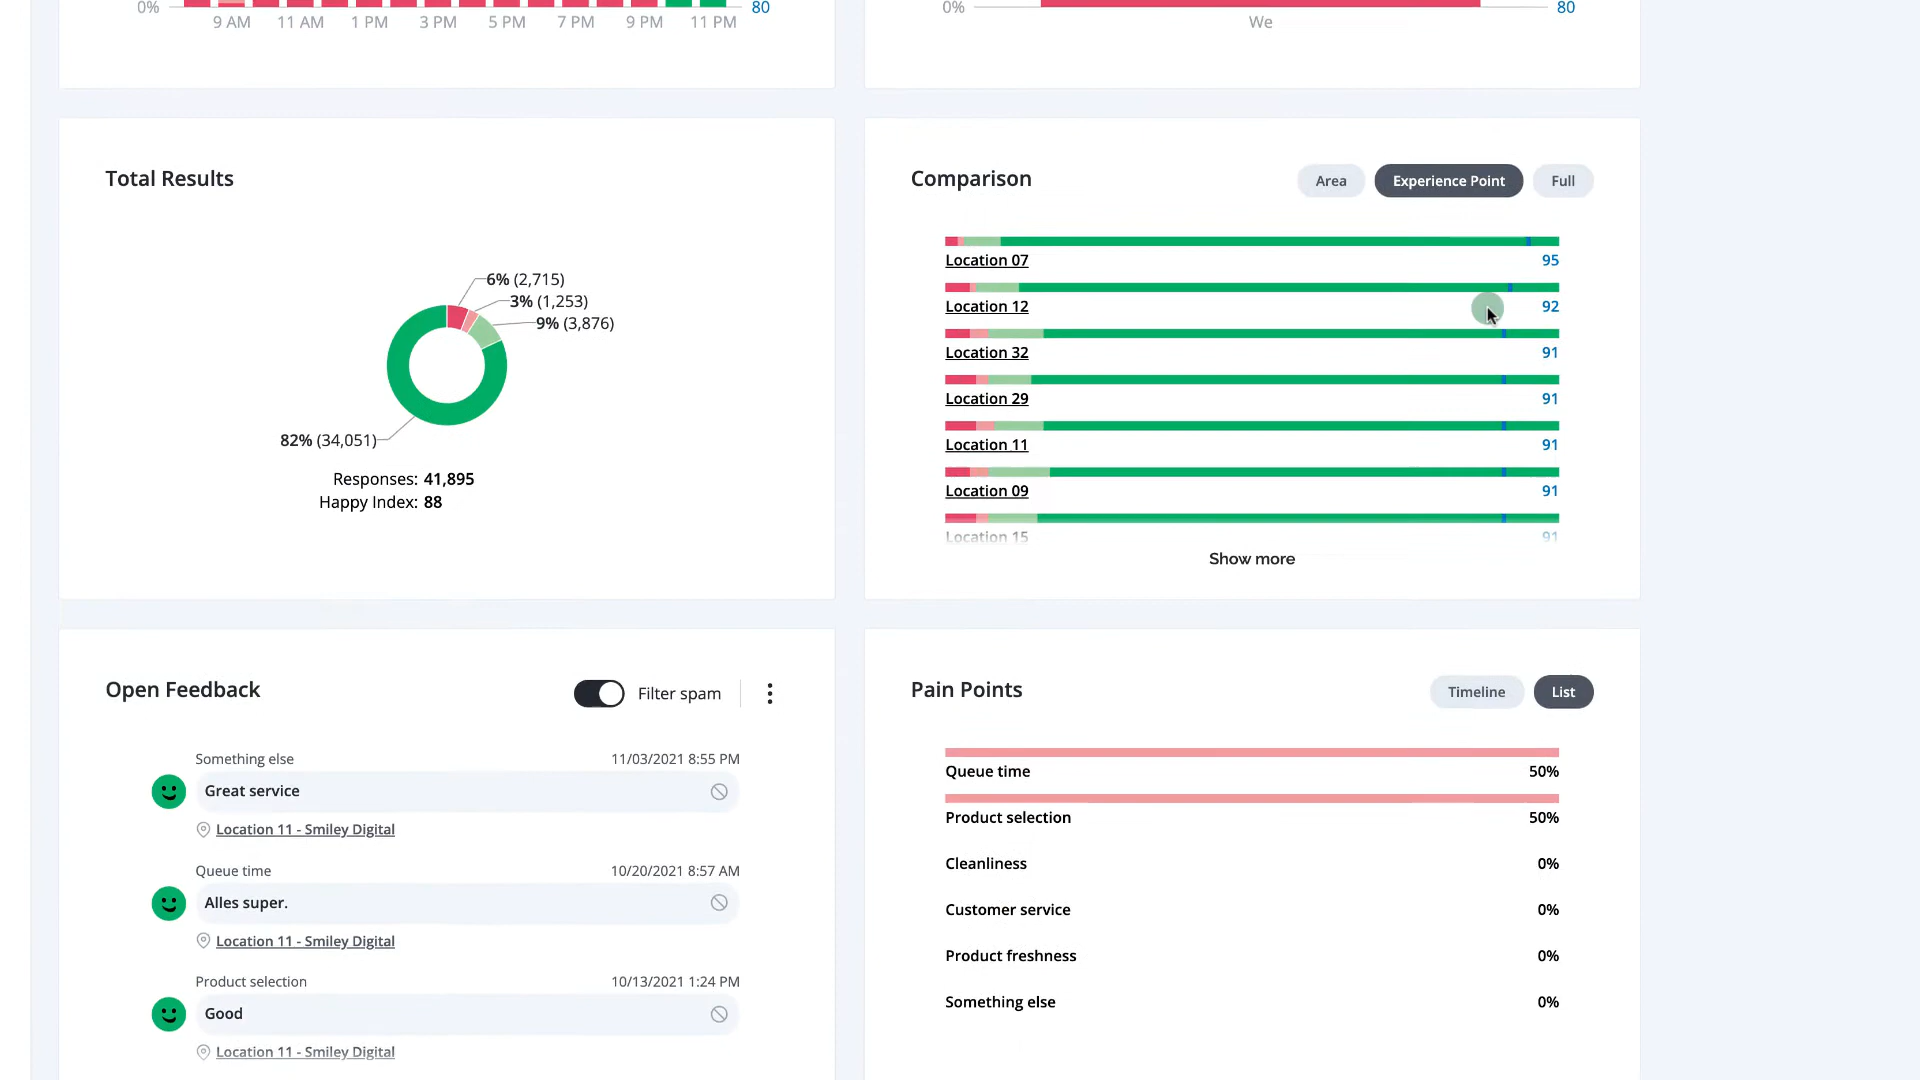 0% 80
9 AM 11 AM 1 PM 3 PM 5 PM 7 PM 9 PM 11 PM
0% 80
We
Total Results
6% (2,715)
3% (1,253)
9% (3,876)
82% (34,051)
Responses: 41,895
Happy Index: 88
Comparison
Area Experience Point Full
Location 07 95
Location 12 92
Location 32 91
Location 29 91
Location 11 91
Location 09 91
Location 15 91
Show more
Open Feedback
Filter spam
Something else 11/03/2021 8:55 PM
Great service
Location 11 - Smiley Digital
Queue time 10/20/2021 8:57 AM
Alles super.
Location 11 - Smiley Digital
Product selection 10/13/2021 1:24 PM
Good
Location 11 - Smiley Digital
Pain Points
Timeline List
Queue time 50%
Product selection 50%
Cleanliness 0%
Customer service 0%
Product freshness 0%
Something else 0%